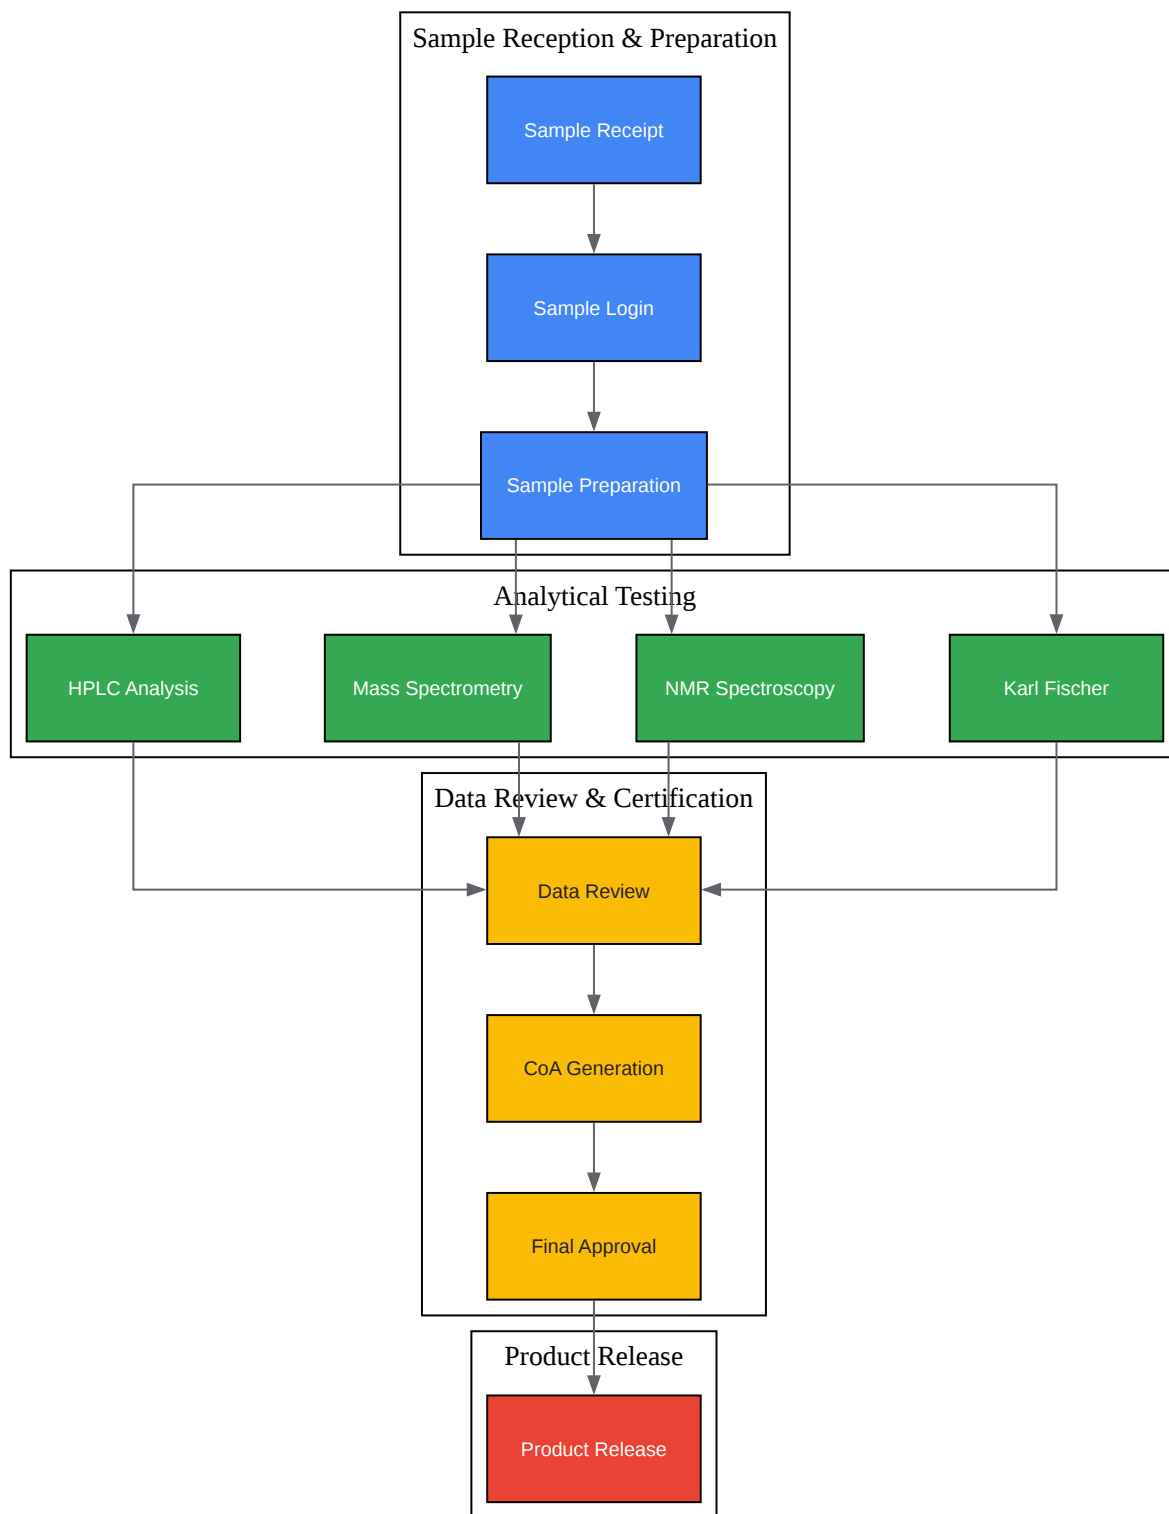 Sample Reception & Preparation
Sample Receipt
Sample Login
Sample Preparation
Analytical Testing
HPLC Analysis
Mass Spectrometry
NMR Spectroscopy
Karl Fischer
Data Review & Certification
Data Review
CoA Generation
Final Approval
Product Release
Product Release